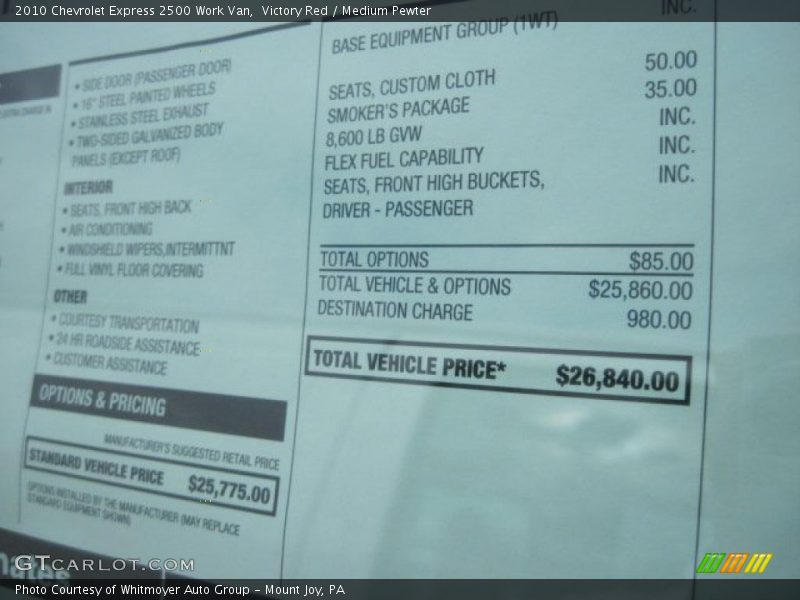 2010 Chevrolet Express 2500 Work Van,  Victory Red / Medium Pewter
• SIDE DOOR (PASSENGER DOOR)
• 16" STEEL PAINTED WHEELS
• STAINLESS STEEL EXHAUST
• TWO-SIDED GALVANIZED BODY
PANELS (EXCEPT ROOF)
INTERIOR
• SEATS, FRONT HIGH BACK
• AIR CONDITIONING
• WINDSHIELD WIPERS,INTERMITTNT
• FULL VINYL FLOOR COVERING
OTHER
• COURTESY TRANSPORTATION
• 24 HR ROADSIDE ASSISTANCE
• CUSTOMER ASSISTANCE
OPTIONS & PRICING
MANUFACTURER'S SUGGESTED RETAIL PRICE
STANDARD VEHICLE PRICE $25,775.00
OPTIONS INSTALLED BY THE MANUFACTURER (MAY REPLACE
STANDARD EQUIPMENT SHOWN)
BASE EQUIPMENT GROUP (1WT) INC.
SEATS, CUSTOM CLOTH 50.00
SMOKER'S PACKAGE 35.00
8,600 LB GVW INC.
FLEX FUEL CAPABILITY INC.
SEATS, FRONT HIGH BUCKETS, INC.
DRIVER - PASSENGER
TOTAL OPTIONS $85.00
TOTAL VEHICLE & OPTIONS $25,860.00
DESTINATION CHARGE 980.00
TOTAL VEHICLE PRICE* $26,840.00
GTCARLOT.COM
Photo Courtesy of Whitmoyer Auto Group - Mount Joy, PA